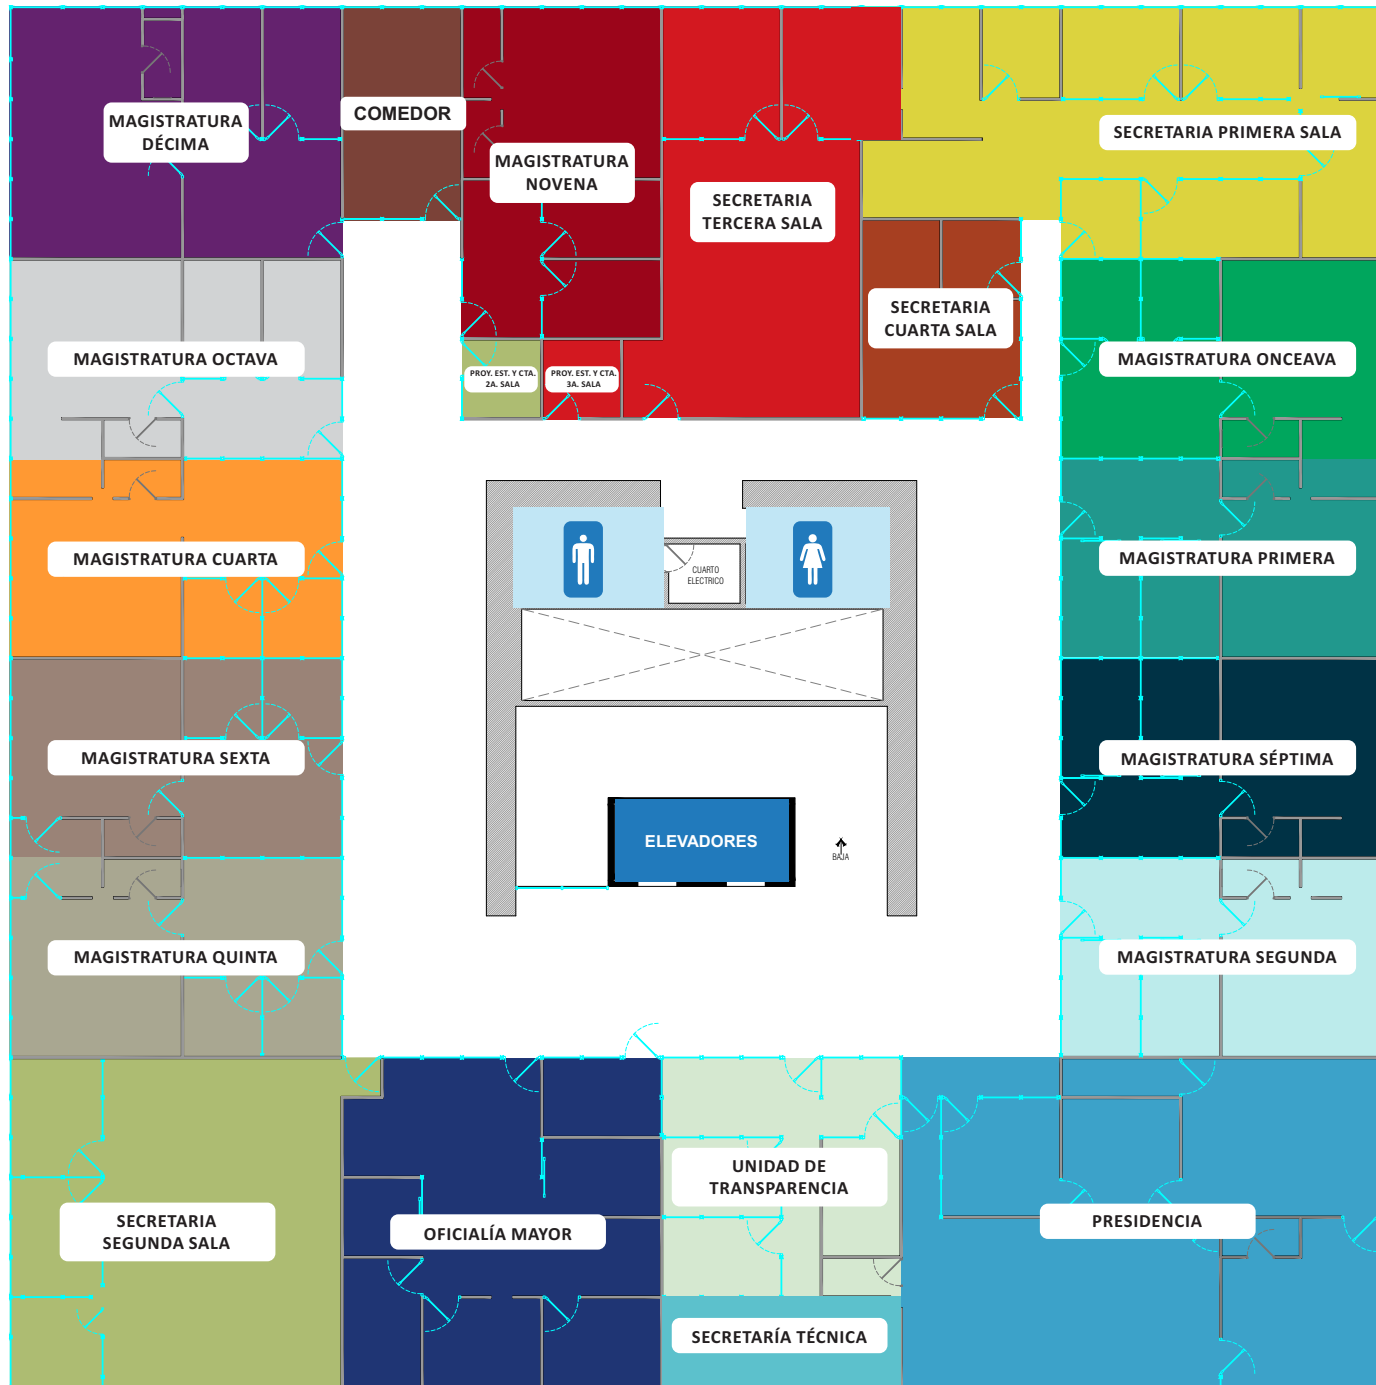 MAGISTRATURA
DÉCIMA
COMEDOR
MAGISTRATURA
NOVENA
SECRETARIA
TERCERA SALA
SECRETARIA PRIMERA SALA
SECRETARIA
CUARTA SALA
MAGISTRATURA OCTAVA
PROY. EST. Y CTA.
2A. SALA
PROY. EST. Y CTA.
3A. SALA
MAGISTRATURA ONCEAVA
MAGISTRATURA CUARTA
CUARTO
ELECTRICO
MAGISTRATURA PRIMERA
MAGISTRATURA SEXTA
MAGISTRATURA SÉPTIMA
ELEVADORES
BAJA
MAGISTRATURA QUINTA
MAGISTRATURA SEGUNDA
SECRETARIA
SEGUNDA SALA
OFICIALÍA MAYOR
UNIDAD DE
TRANSPARENCIA
PRESIDENCIA
SECRETARÍA TÉCNICA